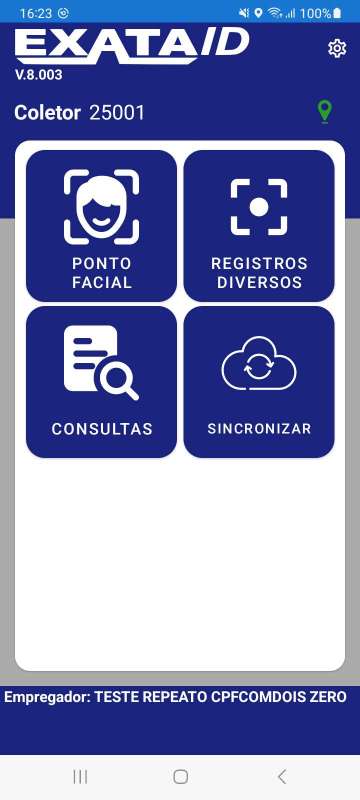 16:23
100%
EXATA ID
V.8.003
Coletor 25001
PONTO
FACIAL
REGISTROS
DIVERSOS
CONSULTAS
SINCRONIZAR
Empregador: TESTE REPEATO CPFCOMDOIS ZERO